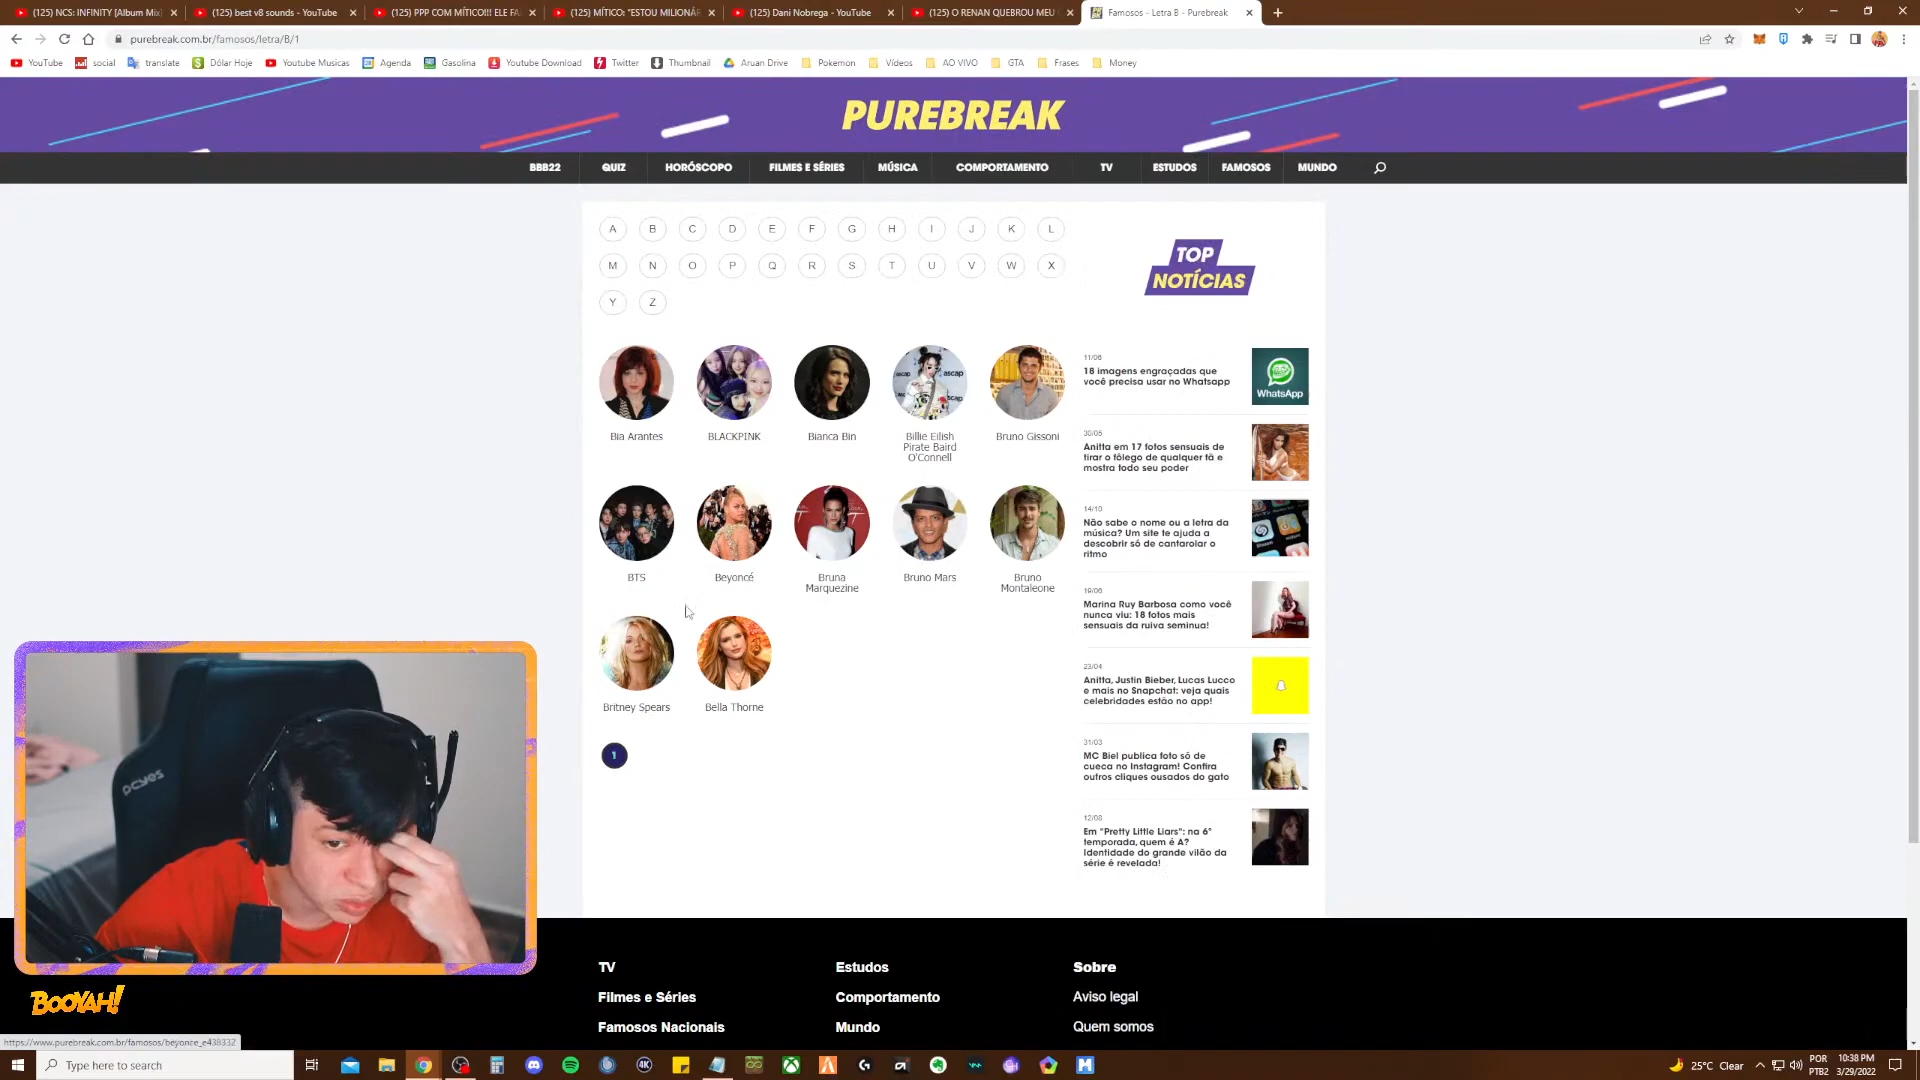 (125) NCS: INFINITY [Album Mix]
(125) best v8 sounds - YouTube
(125) PPP COM MÍTICO!!! ELE FA
(125) MÍTICO: "ESTOU MILIONÁR
(125) Dani Nobrega - YouTube
(125) O RENAN QUEBROU MEU
Famosos - Letra B - Purebreak
purebreak.com.br/famosos/letra/B/1
YouTube
social
translate
Dólar Hoje
Youtube Musicas
Agenda
Gasolina
Youtube Download
Twitter
Thumbnail
Aruan Drive
Pokemon
Vídeos
AO VIVO
GTA
Frases
Money
PUREBREAK
BBB22
QUIZ
HORÓSCOPO
FILMES E SÉRIES
MÚSICA
COMPORTAMENTO
TV
ESTUDOS
FAMOSOS
MUNDO
A B C D E F G H I J K L
M N O P Q R S T U V W X
Y Z
Bia Arantes
BLACKPINK
Bianca Bin
Billie Eilish
Pirate Baird
O'Connell
Bruno Gissoni
BTS
Beyoncé
Bruna
Marquezine
Bruno Mars
Bruno
Montaleone
Britney Spears
Bella Thorne
1
TOP
NOTÍCIAS
11/06
18 imagens engraçadas que
você precisa usar no Whatsapp
WhatsApp
30/05
Anitta em 17 fotos sensuais de
tirar o fôlego de qualquer fã e
mostra todo seu poder
14/10
Não sabe o nome ou a letra da
música? Um site te ajuda a
descobrir só de cantarolar o
ritmo
19/06
Marina Ruy Barbosa como você
nunca viu: 18 fotos mais
sensuais da ruiva seminua!
23/04
Anitta, Justin Bieber, Lucas Lucco
e mais no Snapchat: veja quais
celebridades estão no app!
31/03
MC Biel publica foto só de
cueca no Instagram! Confira
outros cliques ousados do gato
12/08
Em "Pretty Little Liars": na 6ª
temporada, quem é A?
Identidade do grande vilão da
série é revelada!
ascap
ascap
PCYES
BOOYAH!
TV
Filmes e Séries
Famosos Nacionais
Estudos
Comportamento
Mundo
Sobre
Aviso legal
Quem somos
https://www.purebreak.com.br/famosos/beyonce_e438332
Type here to search
4K
25°C Clear
POR
PTB2
10:38 PM
3/29/2022